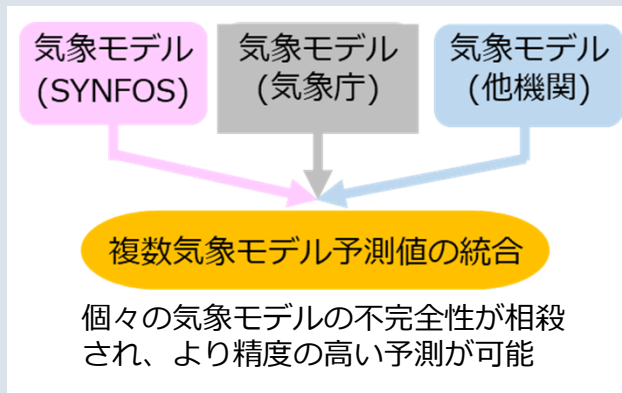 気象モデル
(SYNFOS)
気象モデル
(気象庁)
気象モデル
(他機関)
複数気象モデル予測値の統合
個々の気象モデルの不完全性が相殺
され、より精度の高い予測が可能